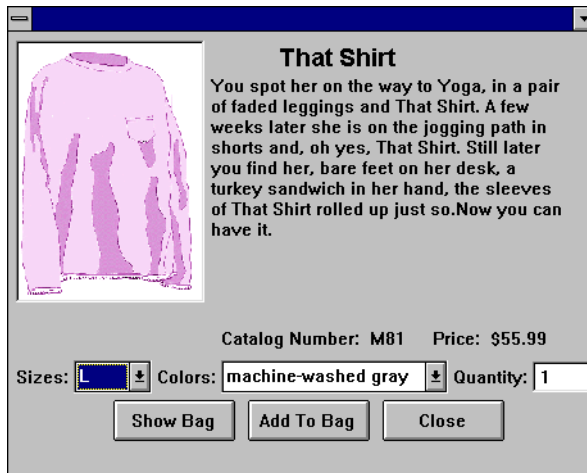 That Shirt
You spot her on the way to Yoga, in a pair
of faded leggings and That Shirt. A few
weeks later she is on the jogging path in
shorts and, oh yes, That Shirt. Still later
you find her, bare feet on her desk, a
turkey sandwich in her hand, the sleeves
of That Shirt rolled up just so.Now you can
have it.
Catalog Number: M81 Price: $55.99
Sizes: L Colors: machine-washed gray Quantity: 1
Show Bag Add To Bag Close